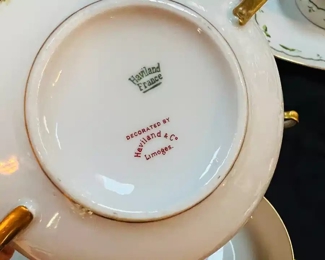 Haviland
France
DECORATED BY
Haviland & Co
Limoges